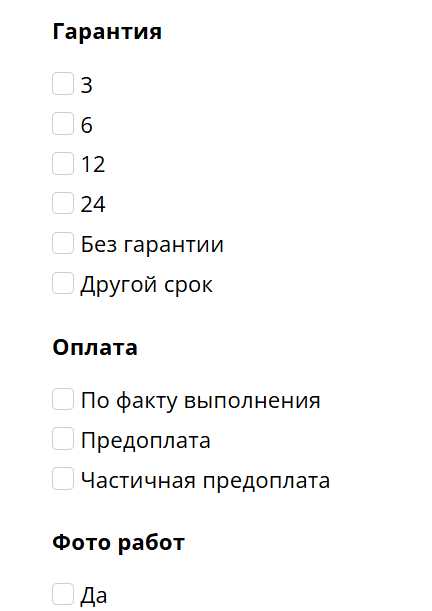 Гарантия
3
6
12
24
Без гарантии
Другой срок
Оплата
По факту выполнения
Предоплата
Частичная предоплата
Фото работ
Да